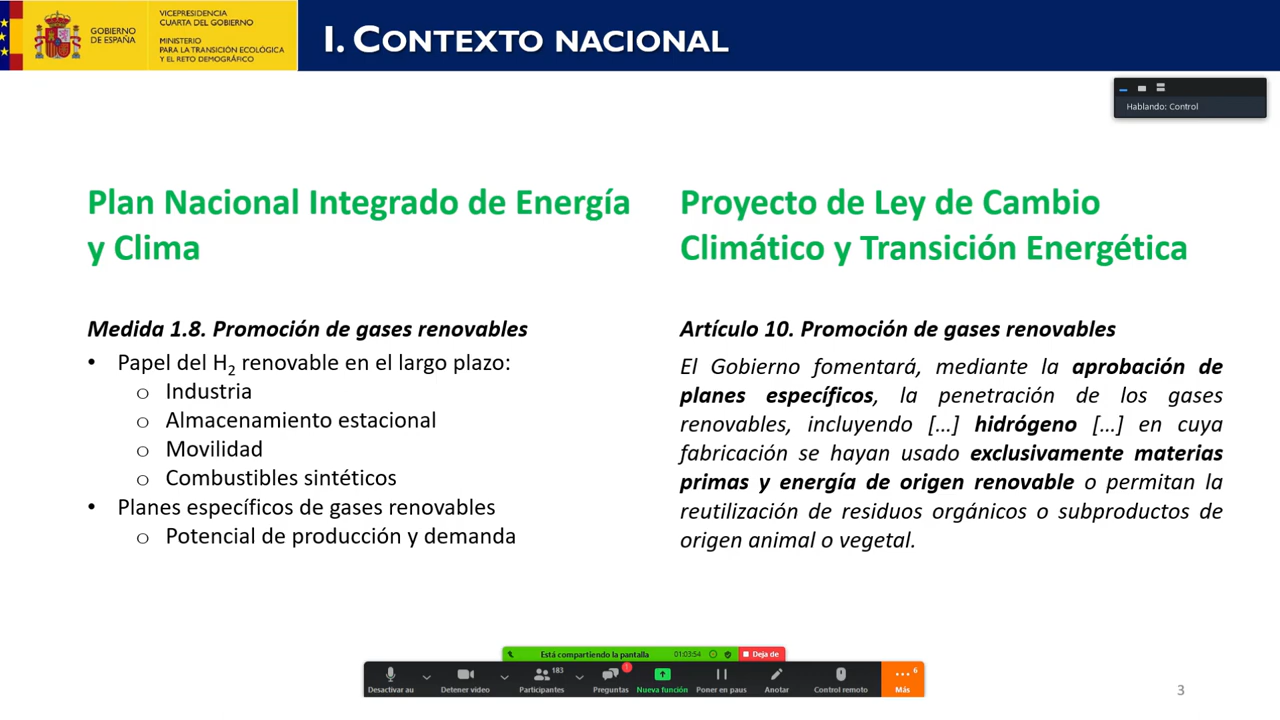 GOBIERNO
DE ESPAÑA
VICEPRESIDENCIA
CUARTA DEL GOBIERNO
MINISTERIO
PARA LA TRANSICIÓN ECOLÓGICA
Y EL RETO DEMOGRÁFICO
I. CONTEXTO NACIONAL
Hablando: Control
Plan Nacional Integrado de Energía
y Clima
Medida 1.8. Promoción de gases renovables
• Papel del H2 renovable en el largo plazo:
o Industria
o Almacenamiento estacional
o Movilidad
o Combustibles sintéticos
• Planes específicos de gases renovables
o Potencial de producción y demanda
Proyecto de Ley de Cambio
Climático y Transición Energética
Artículo 10. Promoción de gases renovables
El Gobierno fomentará, mediante la aprobación de
planes específicos, la penetración de los gases
renovables, incluyendo [...] hidrógeno [...] en cuya
fabricación se hayan usado exclusivamente materias
primas y energía de origen renovable o permitan la
reutilización de residuos orgánicos o subproductos de
origen animal o vegetal.
Está compartiendo la pantalla 01:03:54 Deja de
183 1 6
Desactivar au Detener video Participantes Preguntas Nueva función Poner en paus Anotar Control remoto Más
3